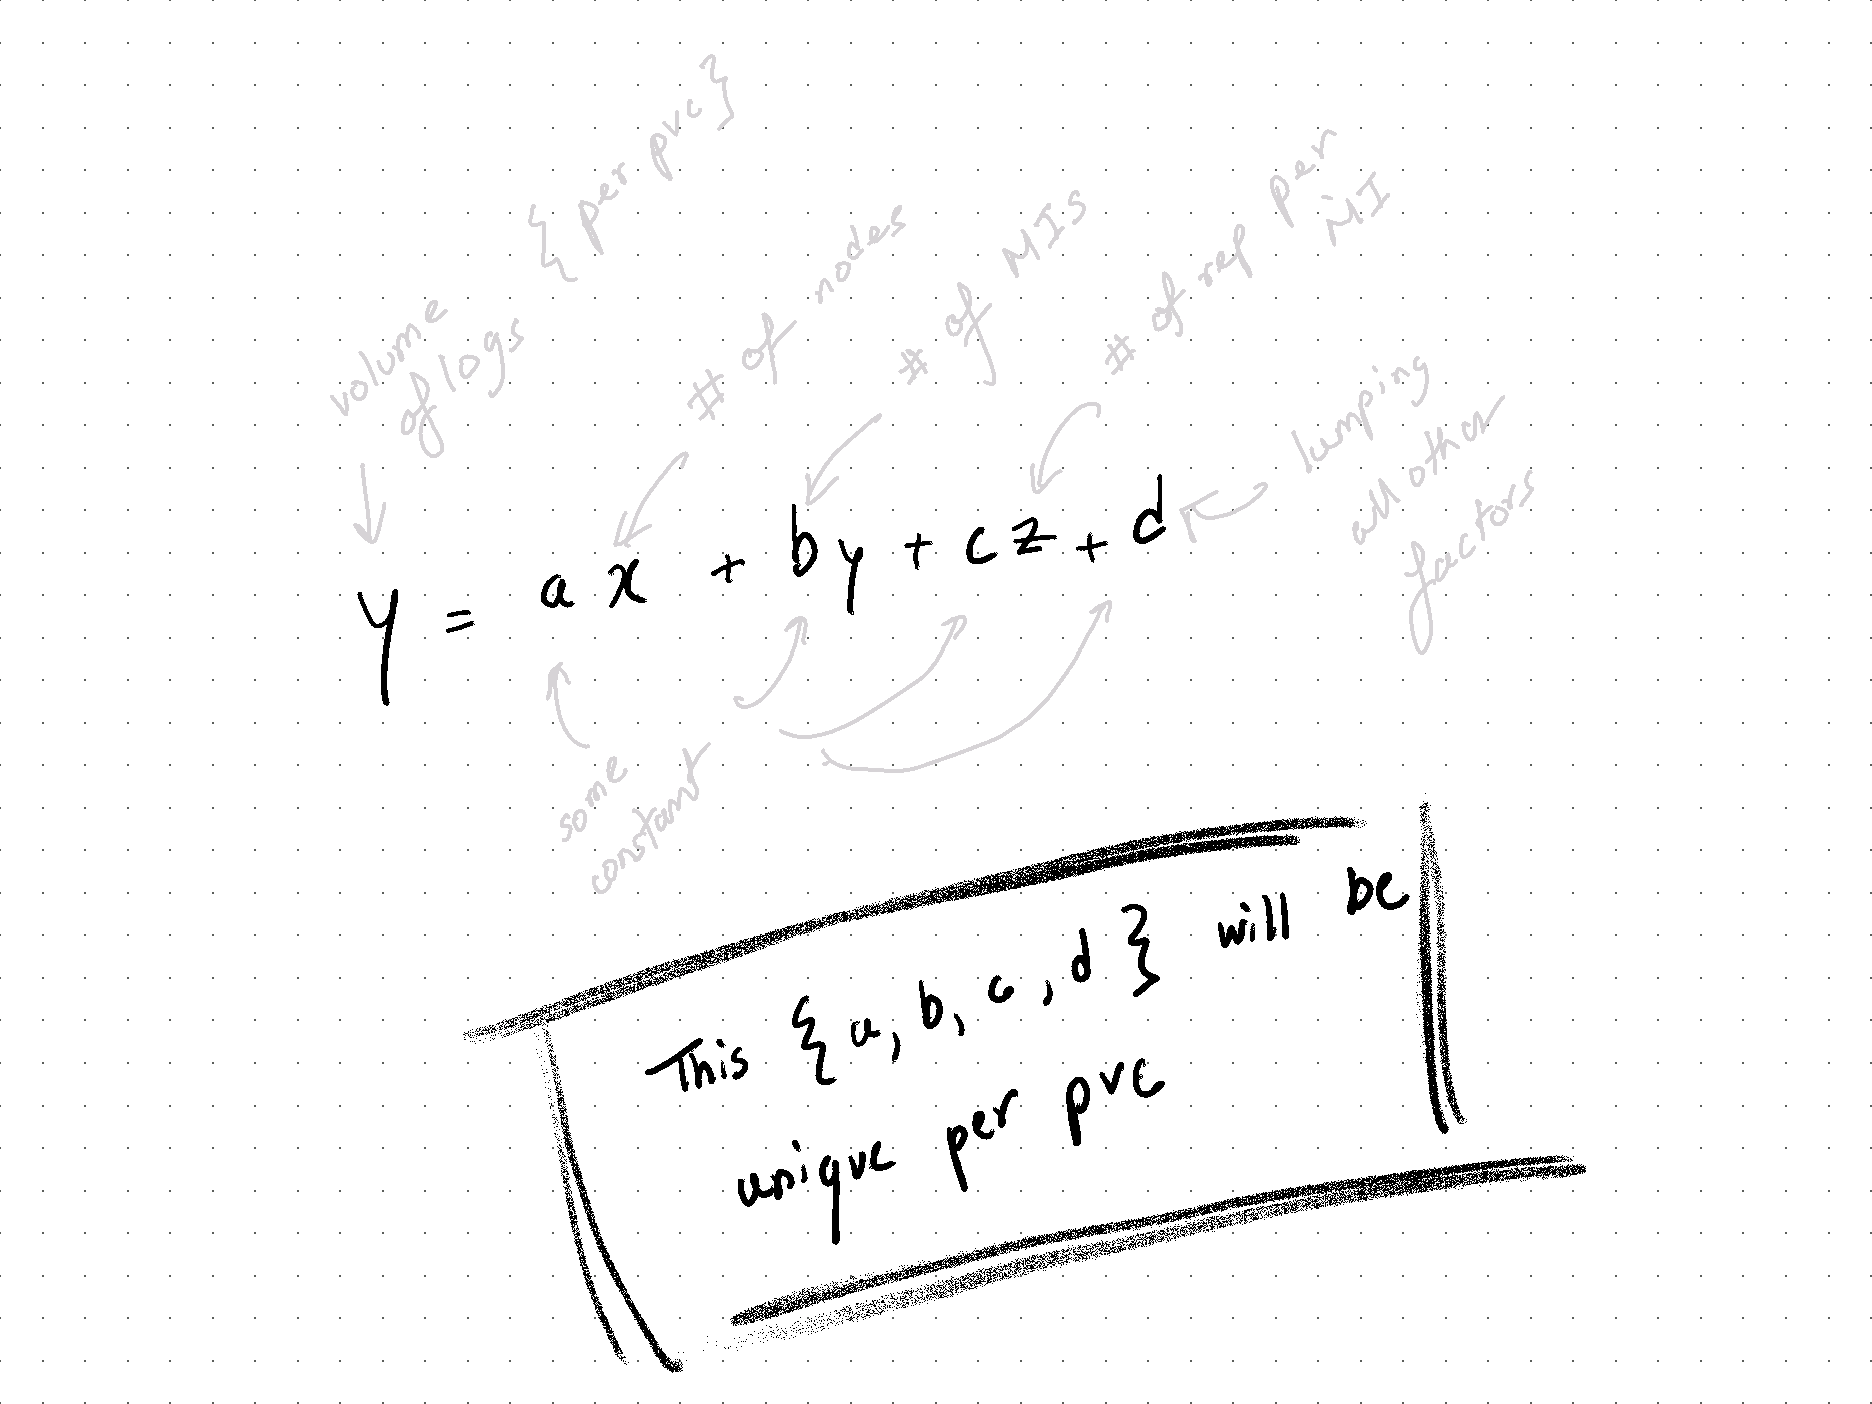 volume of logs {per pvc}
# of nodes
# of MIs
# of rep per MI
lumping all other factors
y = ax + by + cz + d
some constant
This {a, b, c, d} will be
unique per pvc